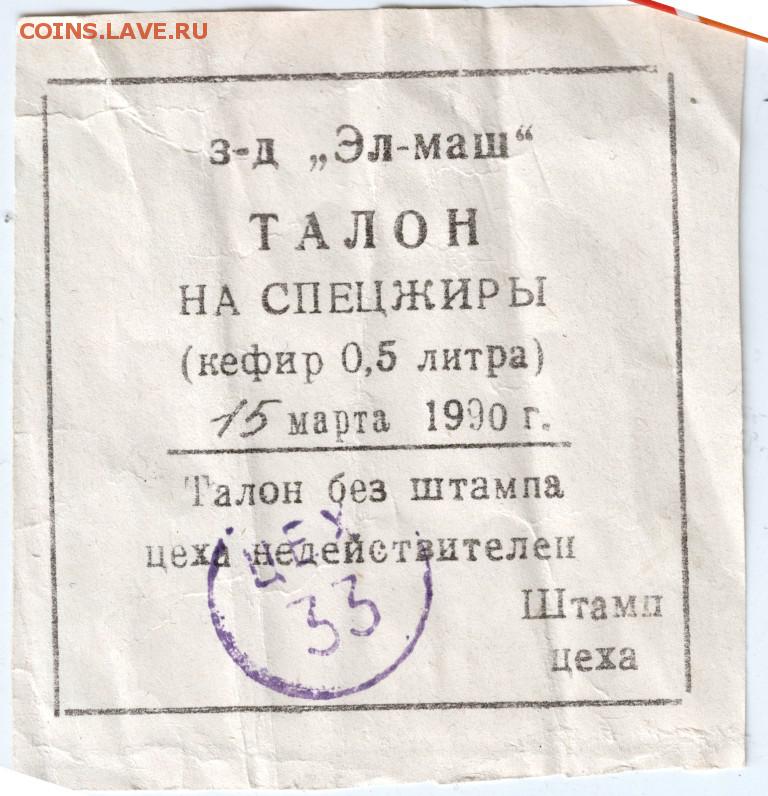 COINS.LAVE.RU
з-д „Эл-маш“
ТАЛОН
НА СПЕЦЖИРЫ
(кефир 0,5 литра)
15 марта 1990 г.
Талон без штампа
цеха недействителен
ЦЕХ
33
Штамп
цеха